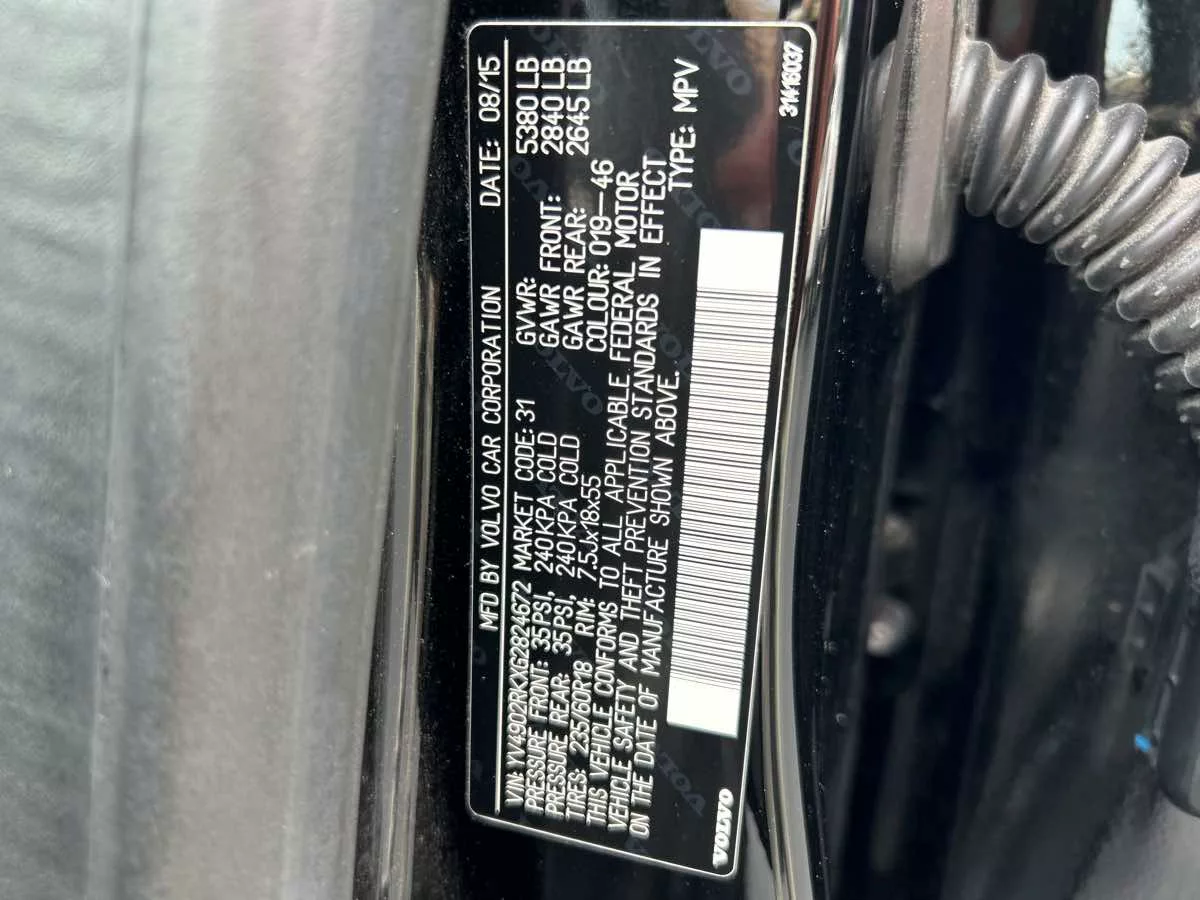 MFD BY VOLVO CAR CORPORATION DATE: 08/15
VIN: YV4902RKXG2824672 MARKET CODE: 31 GVWR: 5380 LB
PRESSURE FRONT: 35PSI, 240KPA COLD GAWR FRONT: 2840 LB
PRESSURE REAR: 35PSI, 240KPA COLD GAWR REAR: 2645 LB
TIRES: 235/60R18 RIM: 7.5Jx18x55 COLOUR: 019-46
THIS VEHICLE CONFORMS TO ALL APPLICABLE FEDERAL MOTOR
VEHICLE SAFETY AND THEFT PREVENTION STANDARDS IN EFFECT
ON THE DATE OF MANUFACTURE SHOWN ABOVE. TYPE: MPV
VOLVO 31416037